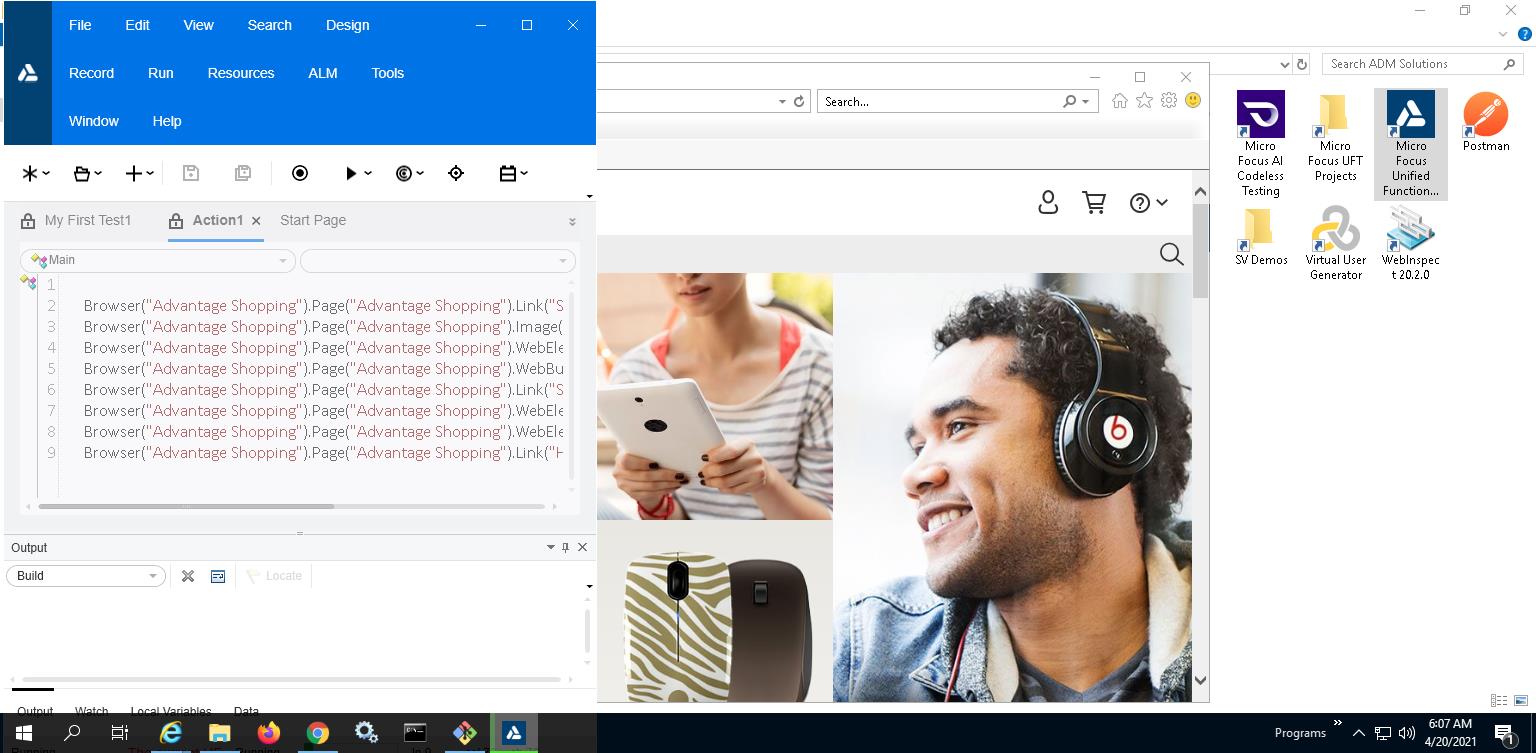 File Edit View Search Design
Record Run Resources ALM Tools
Window Help
My First Test1 Action1 Start Page
Main
1
2 Browser("Advantage Shopping").Page("Advantage Shopping").Link("S
3 Browser("Advantage Shopping").Page("Advantage Shopping").Image(
4 Browser("Advantage Shopping").Page("Advantage Shopping").WebEle
5 Browser("Advantage Shopping").Page("Advantage Shopping").WebBu
6 Browser("Advantage Shopping").Page("Advantage Shopping").Link("S
7 Browser("Advantage Shopping").Page("Advantage Shopping").WebEle
8 Browser("Advantage Shopping").Page("Advantage Shopping").WebEle
9 Browser("Advantage Shopping").Page("Advantage Shopping").Link("H
Output
Build
Locate
Output Watch Local Variables Data
Search...
Search ADM Solutions
Micro
Focus AI
Codeless
Testing
Micro
Focus UFT
Projects
Micro
Focus
Unified
Function...
Postman
SV Demos
Virtual User
Generator
WebInspec
t 20.2.0
Programs
6:07 AM
4/20/2021
1